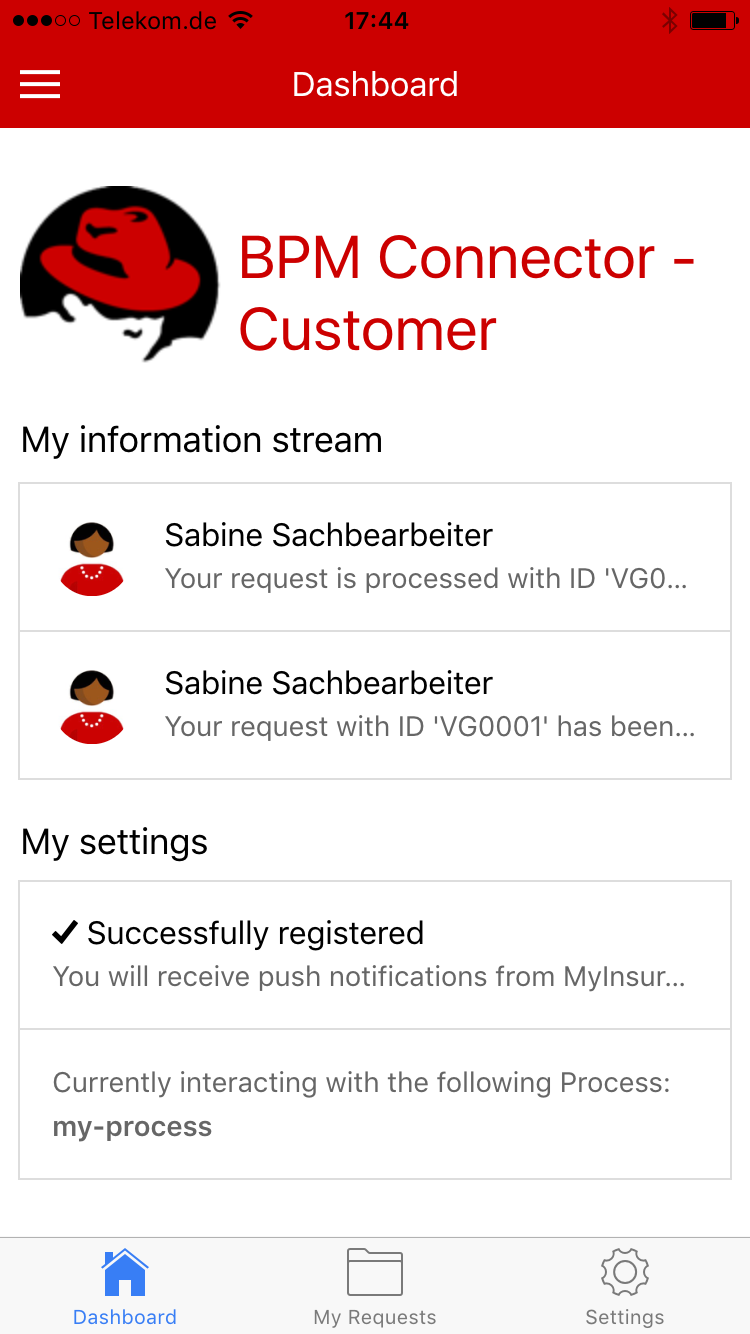 Telekom.de 17:44
Dashboard
BPM Connector -
Customer
My information stream
Sabine Sachbearbeiter
Your request is processed with ID 'VG0...
Sabine Sachbearbeiter
Your request with ID 'VG0001' has been...
My settings
Successfully registered
You will receive push notifications from MyInsur...
Currently interacting with the following Process:
my-process
Dashboard My Requests Settings